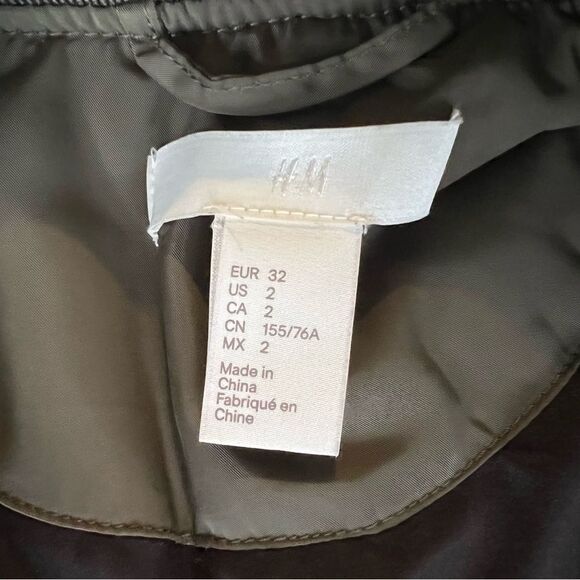 H&M
EUR 32
US 2
CA 2
CN 155/76A
MX 2
Made in
China
Fabriqué en
Chine